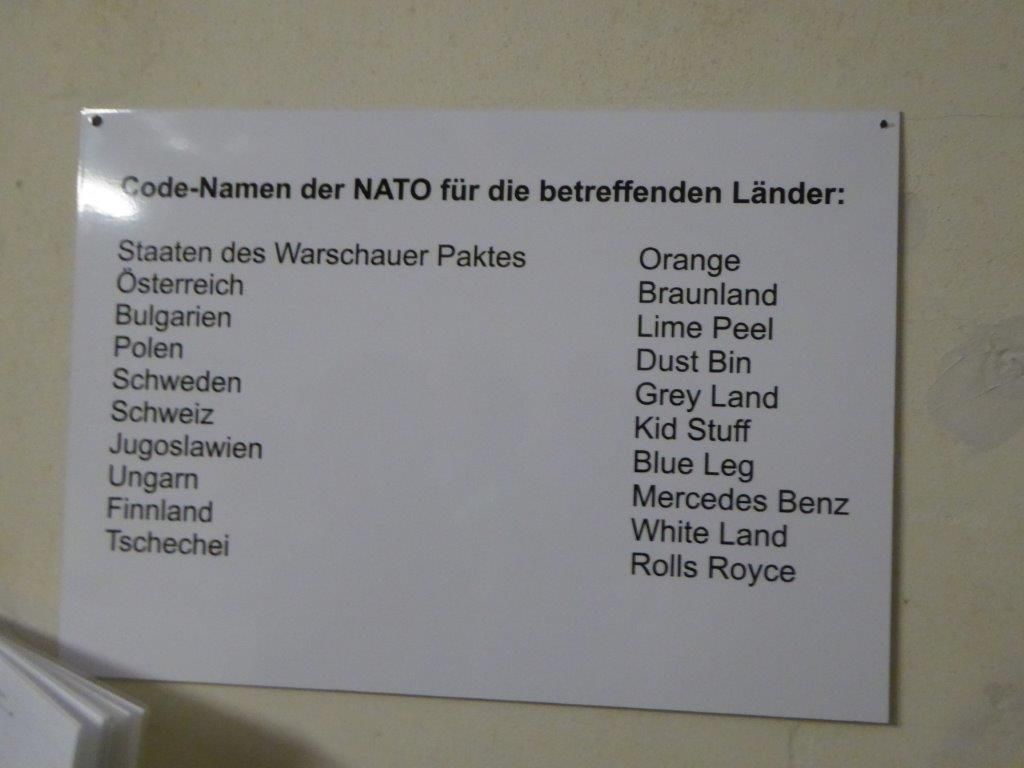 Code-Namen der NATO für die betreffenden Länder:
Staaten des Warschauer Paktes Orange
Österreich Braunland
Bulgarien Lime Peel
Polen Dust Bin
Schweden Grey Land
Schweiz Kid Stuff
Jugoslawien Blue Leg
Ungarn Mercedes Benz
Finnland White Land
Tschechei Rolls Royce